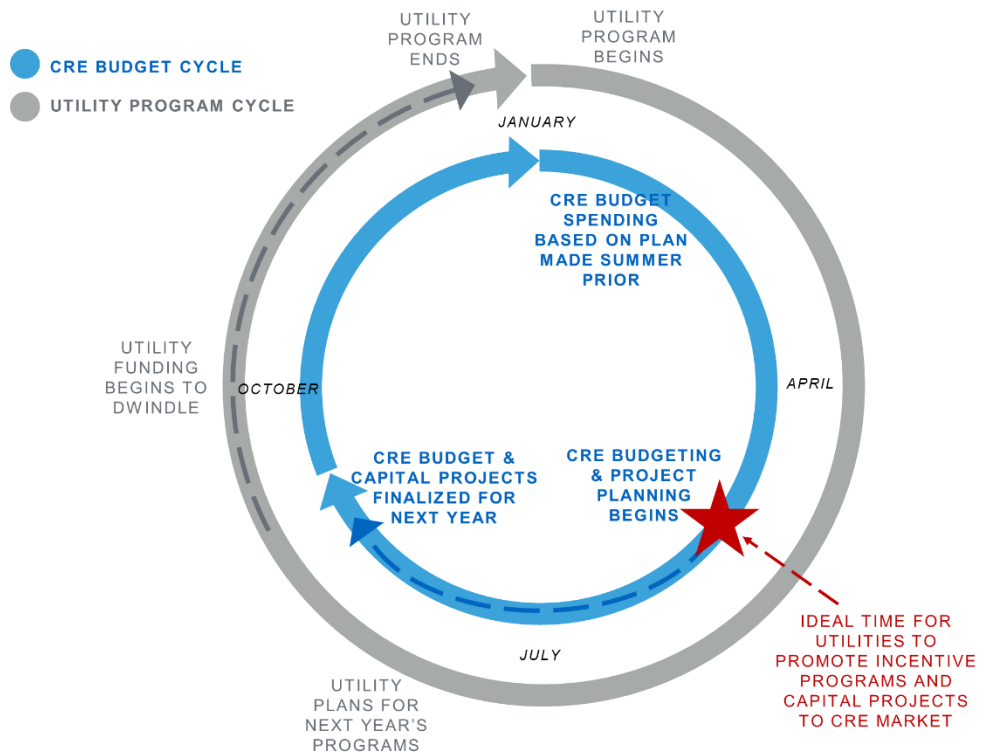 UTILITY
PROGRAM
ENDS
UTILITY
PROGRAM
BEGINS
CRE BUDGET CYCLE
UTILITY PROGRAM CYCLE
JANUARY
CRE BUDGET
SPENDING
BASED ON PLAN
MADE SUMMER
PRIOR
UTILITY
FUNDING
BEGINS TO
DWINDLE
OCTOBER
APRIL
CRE BUDGET &
CAPITAL PROJECTS
FINALIZED FOR
NEXT YEAR
CRE BUDGETING
& PROJECT
PLANNING
BEGINS
IDEAL TIME FOR
UTILITIES TO
PROMOTE INCENTIVE
PROGRAMS AND
CAPITAL PROJECTS
TO CRE MARKET
JULY
UTILITY
PLANS FOR
NEXT YEAR'S
PROGRAMS